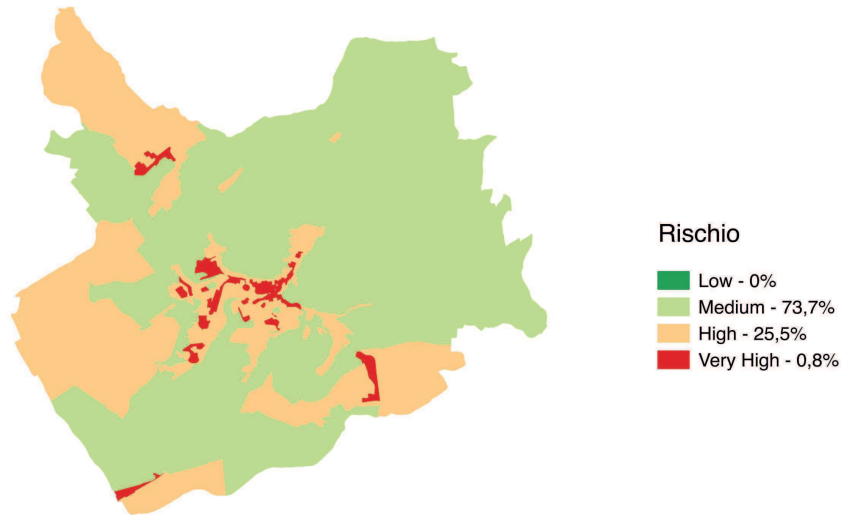 Rischio
Low - 0%
Medium - 73,7%
High - 25,5%
Very High - 0,8%